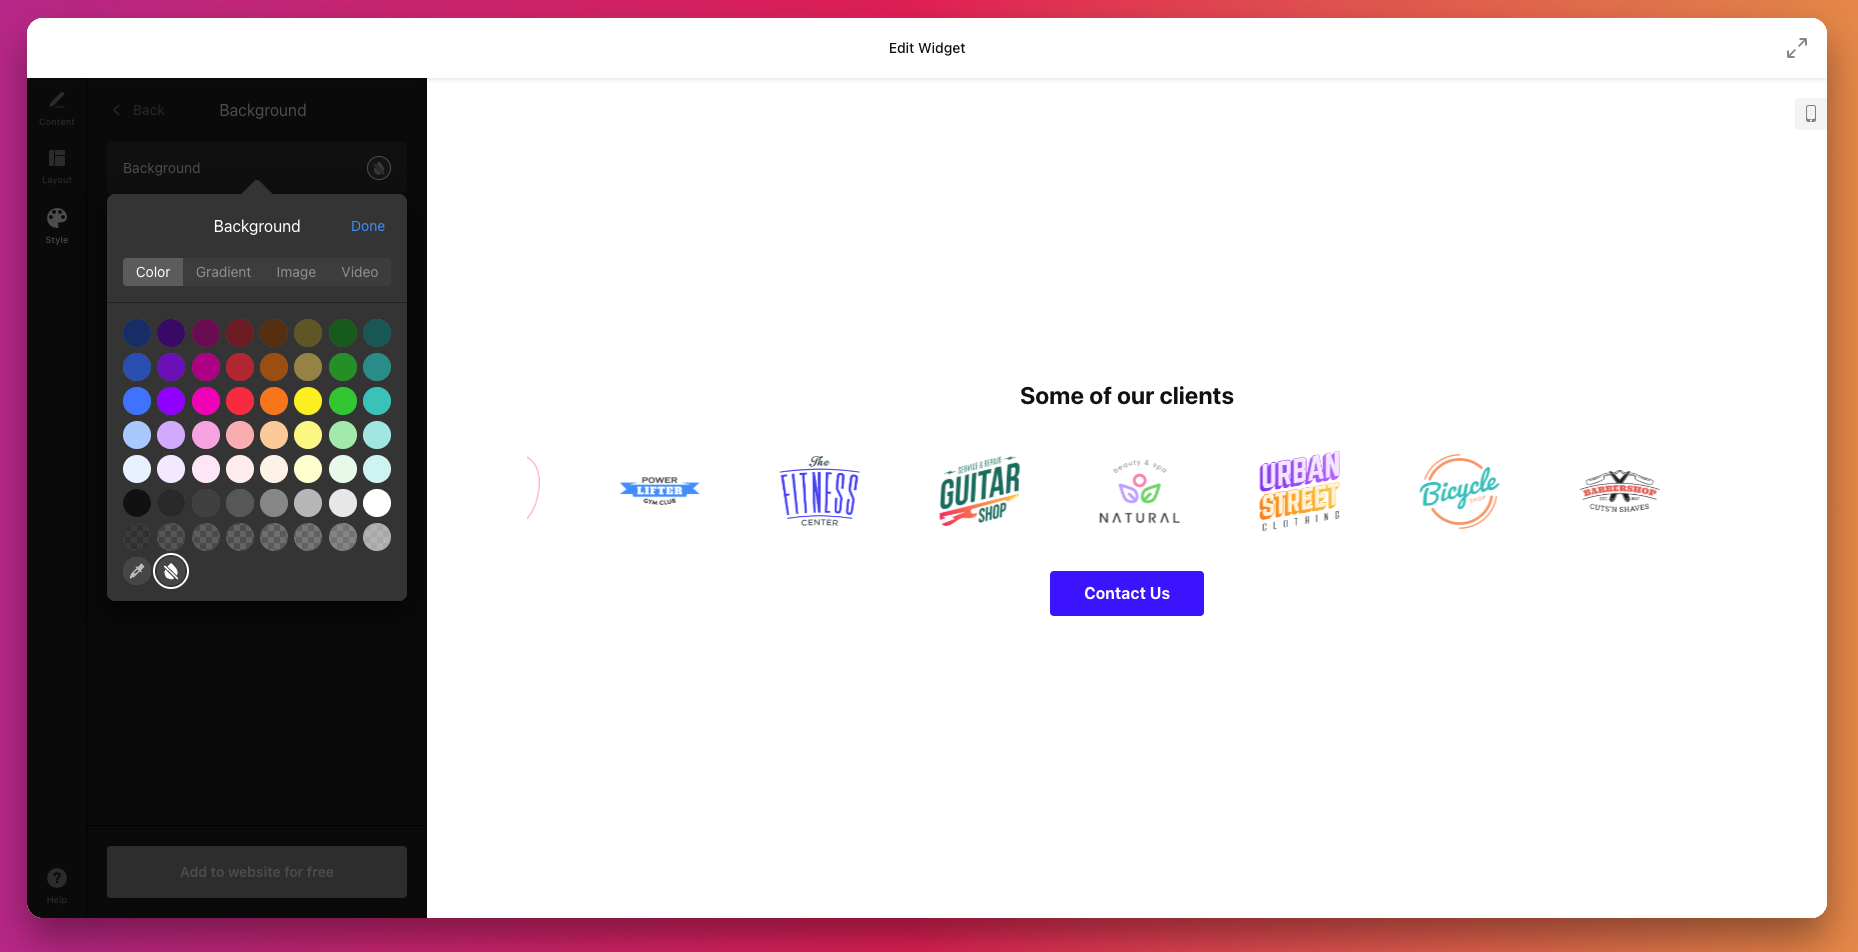 Edit Widget
Content
Layout
Style
Help
Back
Background
Background
Background
Done
Color
Gradient
Image
Video
Add to website for free
Some of our clients
POWER
LIFTER
GYM CLUB
The
FITNESS
CENTER
SERVICE & REPAIR
GUITAR
SHOP
beauty & spa
NATURAL
URBAN
STREET
CLOTHING
Bicycle
SHOP
BARBERSHOP
CUTS'N SHAVES
Contact Us